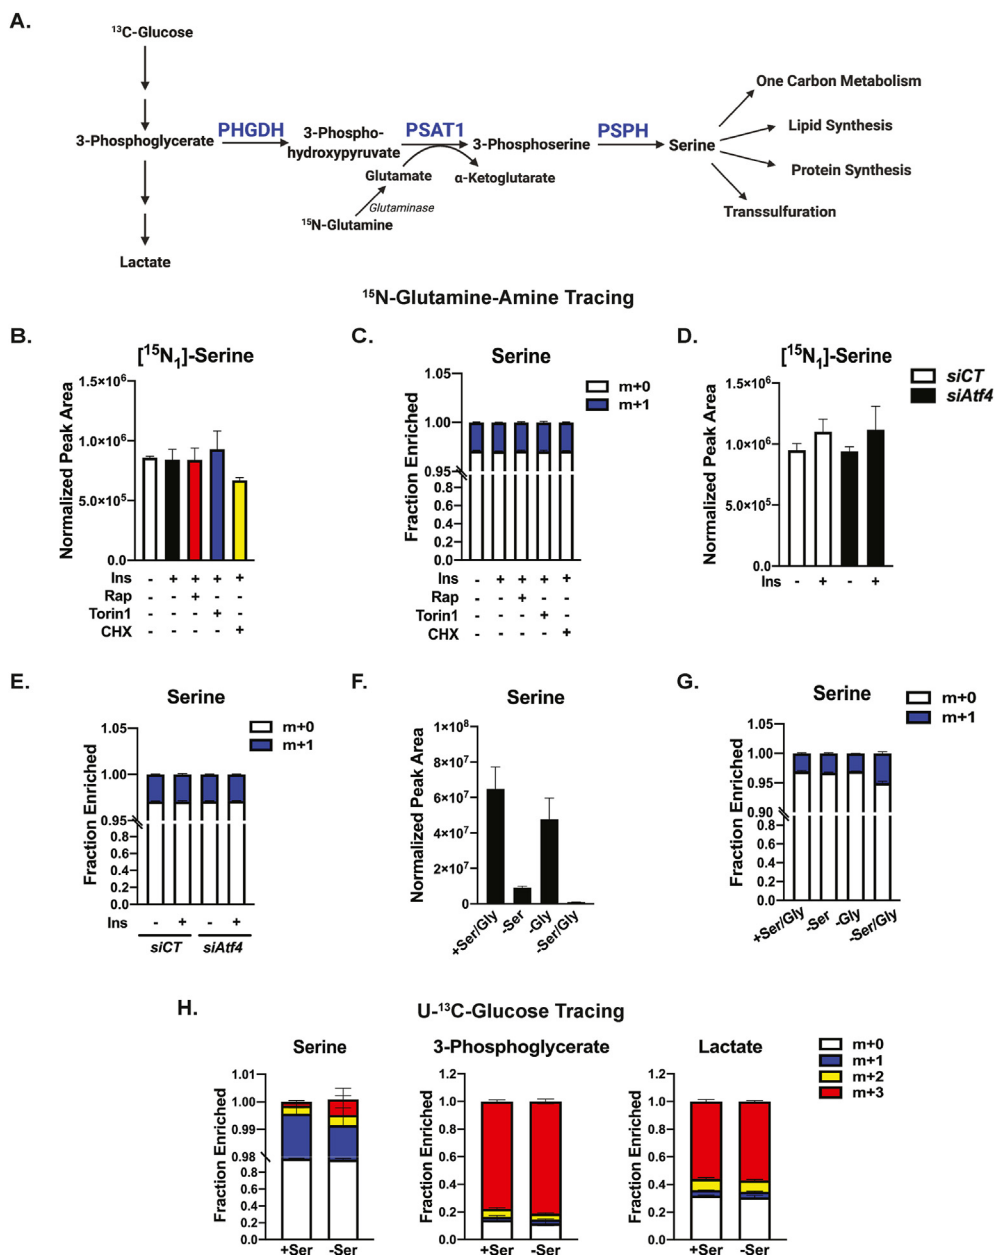 A.
¹³C-Glucose
3-Phosphoglycerate
PHGDH
3-Phospho-
hydroxypyruvate
PSAT1
3-Phosphoserine
PSPH
Serine
One Carbon Metabolism
Lipid Synthesis
Protein Synthesis
Transsulfuration
Glutamate
α-Ketoglutarate
Glutaminase
¹⁵N-Glutamine
Lactate
¹⁵N-Glutamine-Amine Tracing
B.
[¹⁵N₁]-Serine
Normalized Peak Area
1.5×10⁶
1.0×10⁶
5.0×10⁵
0.0
Ins - + + + +
Rap - - + - -
Torin1 - - - + -
CHX - - - - +
C.
Serine
Fraction Enriched
1.05
1.00
0.95
0.8
0.6
0.4
0.2
0.0
m+0
m+1
Ins - + + + +
Rap - - + - -
Torin1 - - - + -
CHX - - - - +
D.
[¹⁵N₁]-Serine
Normalized Peak Area
1.5×10⁶
1.0×10⁶
5.0×10⁵
0.0
Ins - + - +
siCT
siAtf4
E.
Serine
Fraction Enriched
1.05
1.00
0.95
0.8
0.6
0.4
0.2
0.0
m+0
m+1
Ins - + - +
siCT siAtf4
F.
Serine
Normalized Peak Area
1×10⁸
8×10⁷
6×10⁷
4×10⁷
2×10⁷
0
+Ser/Gly
-Ser
-Gly
-Ser/Gly
G.
Serine
Fraction Enriched
1.05
1.00
0.95
0.90
0.8
0.6
0.4
0.2
0.0
m+0
m+1
+Ser/Gly
-Ser
-Gly
-Ser/Gly
H.
U-¹³C-Glucose Tracing
Serine
Fraction Enriched
1.01
1.00
0.99
0.98
0.8
0.6
0.4
0.2
0.0
+Ser -Ser
3-Phosphoglycerate
Fraction Enriched
1.2
1.0
0.8
0.6
0.4
0.2
0.0
+Ser -Ser
Lactate
Fraction Enriched
1.2
1.0
0.8
0.6
0.4
0.2
0.0
+Ser -Ser
m+0
m+1
m+2
m+3